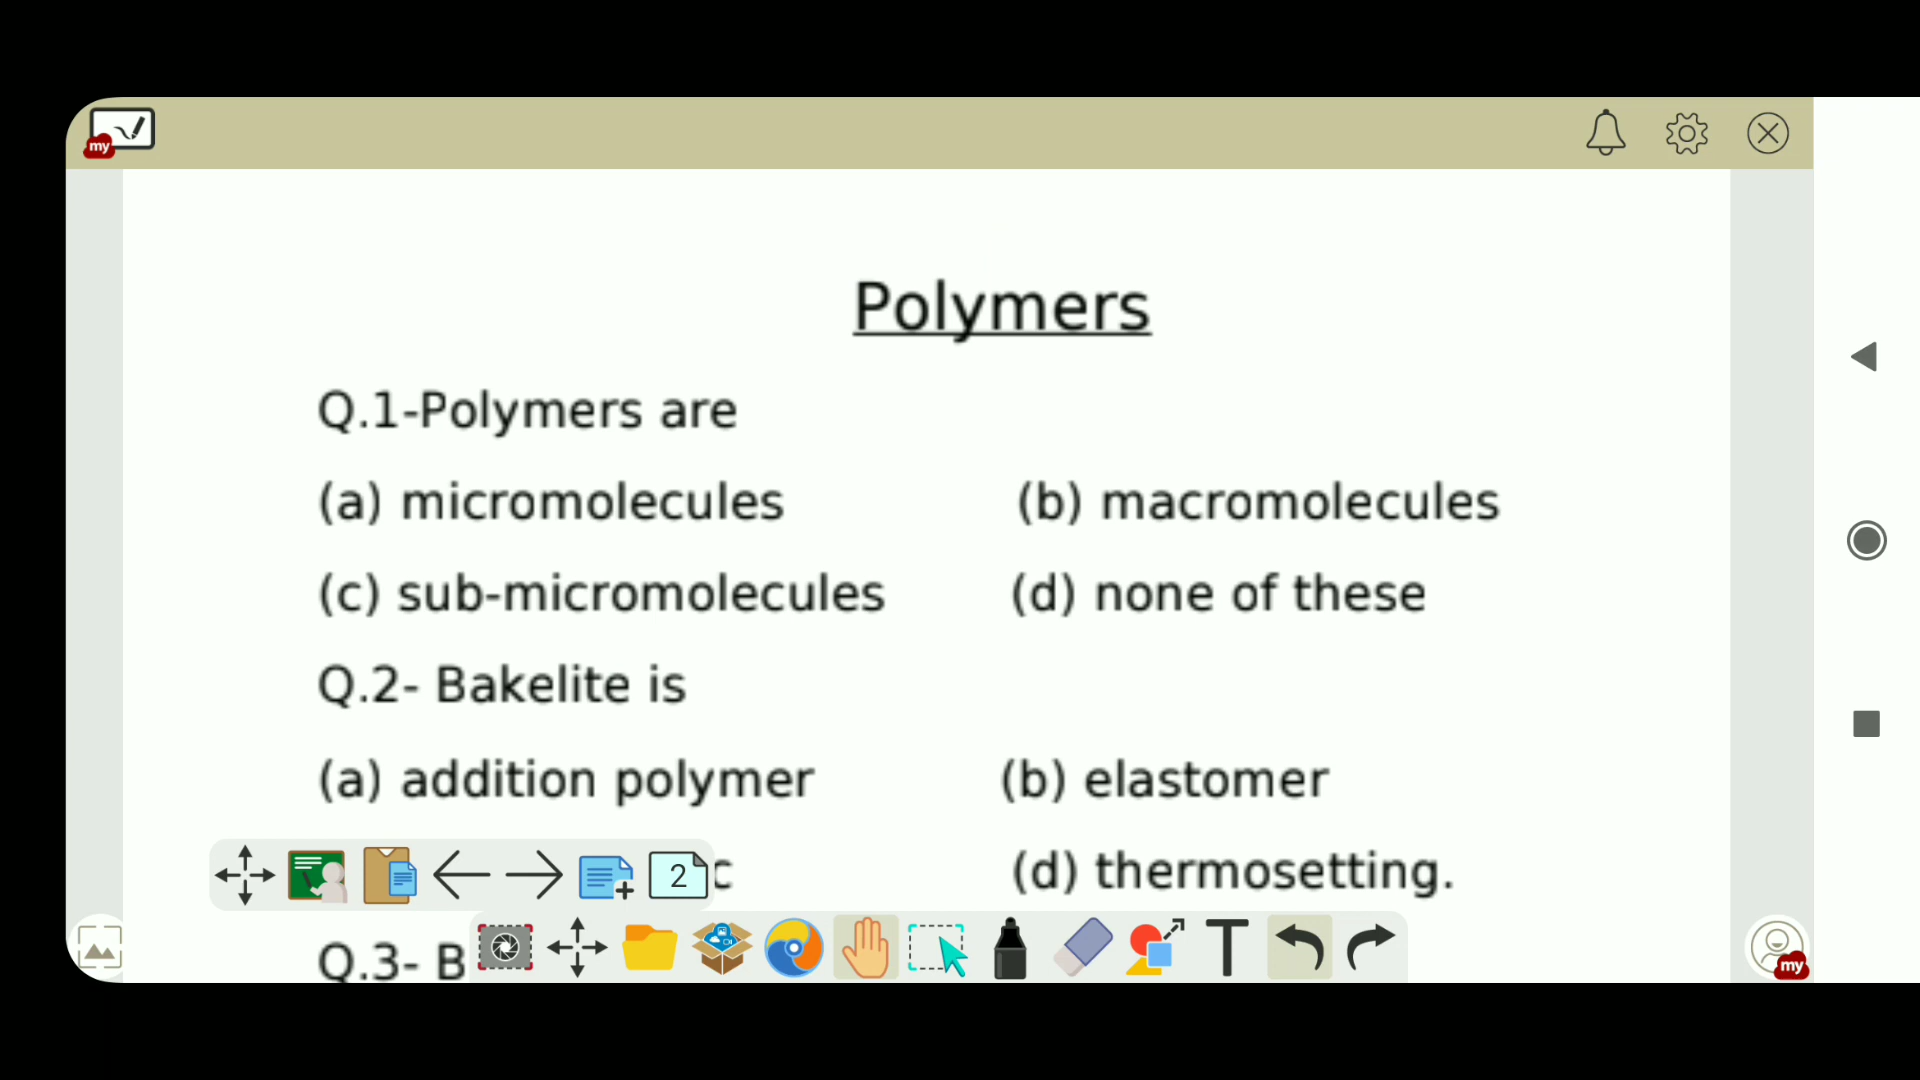 my
Polymers
Q.1-Polymers are
(a) micromolecules (b) macromolecules
(c) sub-micromolecules (d) none of these
Q.2- Bakelite is
(a) addition polymer (b) elastomer
2 c (d) thermosetting.
Q.3- B
T
my